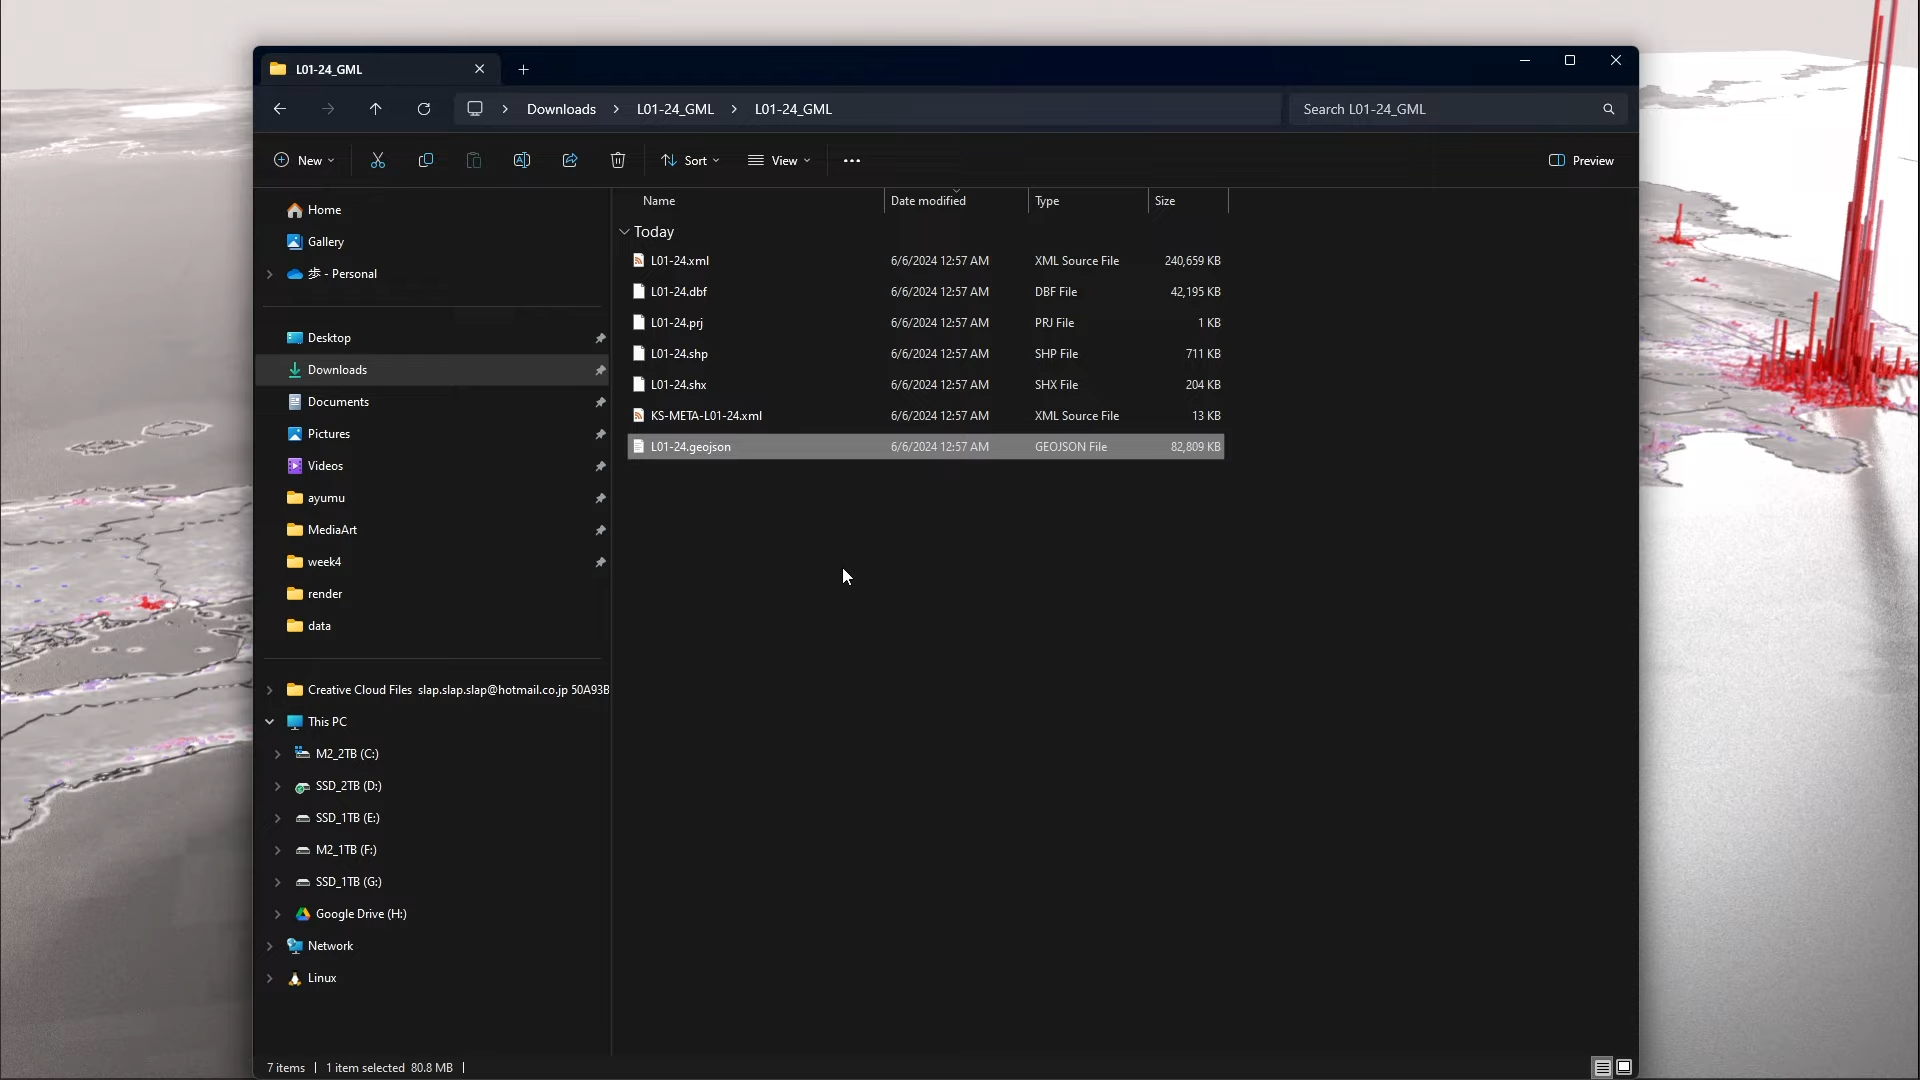 L01-24_GML
Downloads > L01-24_GML > L01-24_GML
Search L01-24_GML
New
Sort
View
Preview
Home
Gallery
歩 - Personal
Desktop
Downloads
Documents
Pictures
Videos
ayumu
MediaArt
week4
render
data
Creative Cloud Files slap.slap.slap@hotmail.co.jp 50A93B
This PC
M2_2TB (C:)
SSD_2TB (D:)
SSD_1TB (E:)
M2_1TB (F:)
SSD_1TB (G:)
Google Drive (H:)
Network
Linux
Name Date modified Type Size
Today
L01-24.xml 6/6/2024 12:57 AM XML Source File 240,659 KB
L01-24.dbf 6/6/2024 12:57 AM DBF File 42,195 KB
L01-24.prj 6/6/2024 12:57 AM PRJ File 1 KB
L01-24.shp 6/6/2024 12:57 AM SHP File 711 KB
L01-24.shx 6/6/2024 12:57 AM SHX File 204 KB
KS-META-L01-24.xml 6/6/2024 12:57 AM XML Source File 13 KB
L01-24.geojson 6/6/2024 12:57 AM GEOJSON File 82,809 KB
7 items | 1 item selected 80.8 MB |